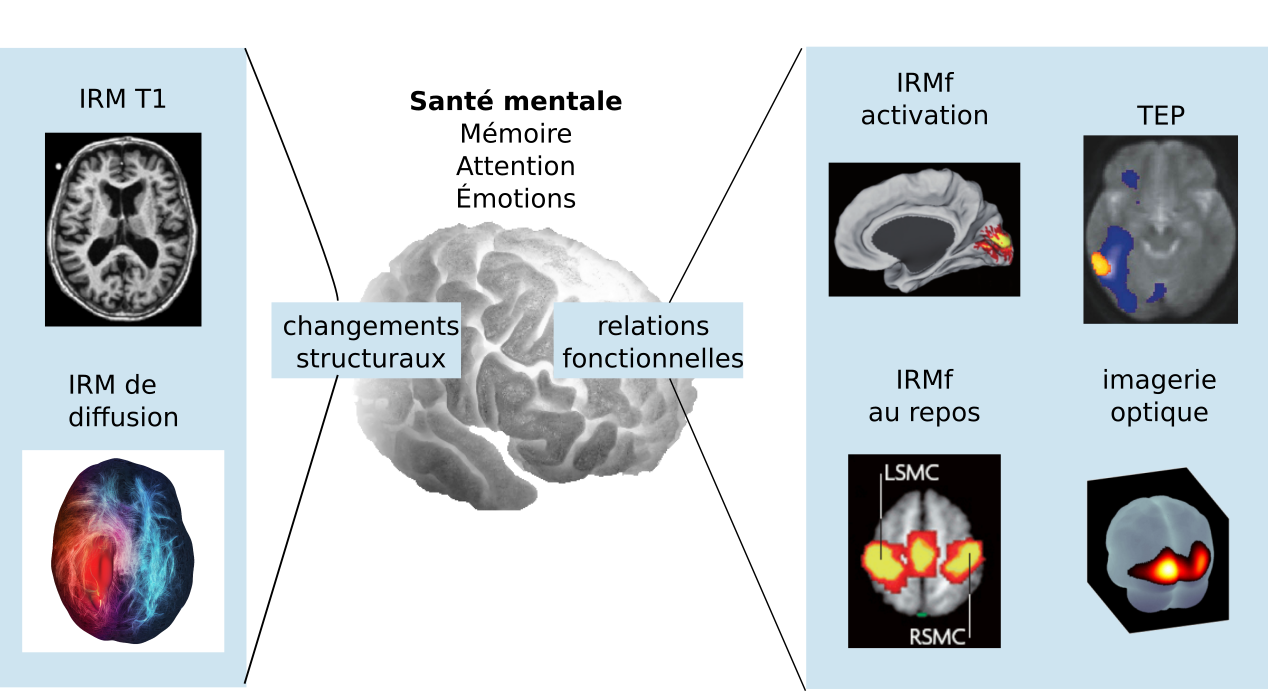 IRM T1
IRM de
diffusion
Santé mentale
Mémoire
Attention
Émotions
changements
structuraux
relations
fonctionnelles
IRMf
activation
TEP
IRMf
au repos
LSMC
RSMC
imagerie
optique